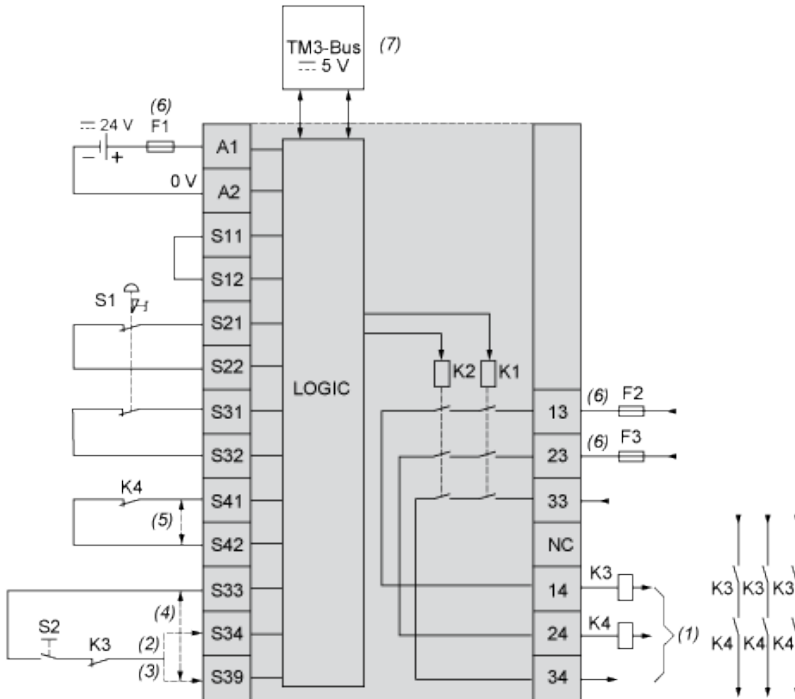 TM3-Bus (7)
5 V
(6)
24 V F1
− +
A1
0 V
A2
S11
S12
S1
S21
S22
LOGIC
K2 K1
S31
(6) F2
13
S32
(6) F3
23
K4
S41
33
(5)
S42
NC
S33
K3
14
K3 K3 K3
(4)
S2
K3
(2)
S34
K4
24
(1)
K4 K4 K4
(3)
S39
34